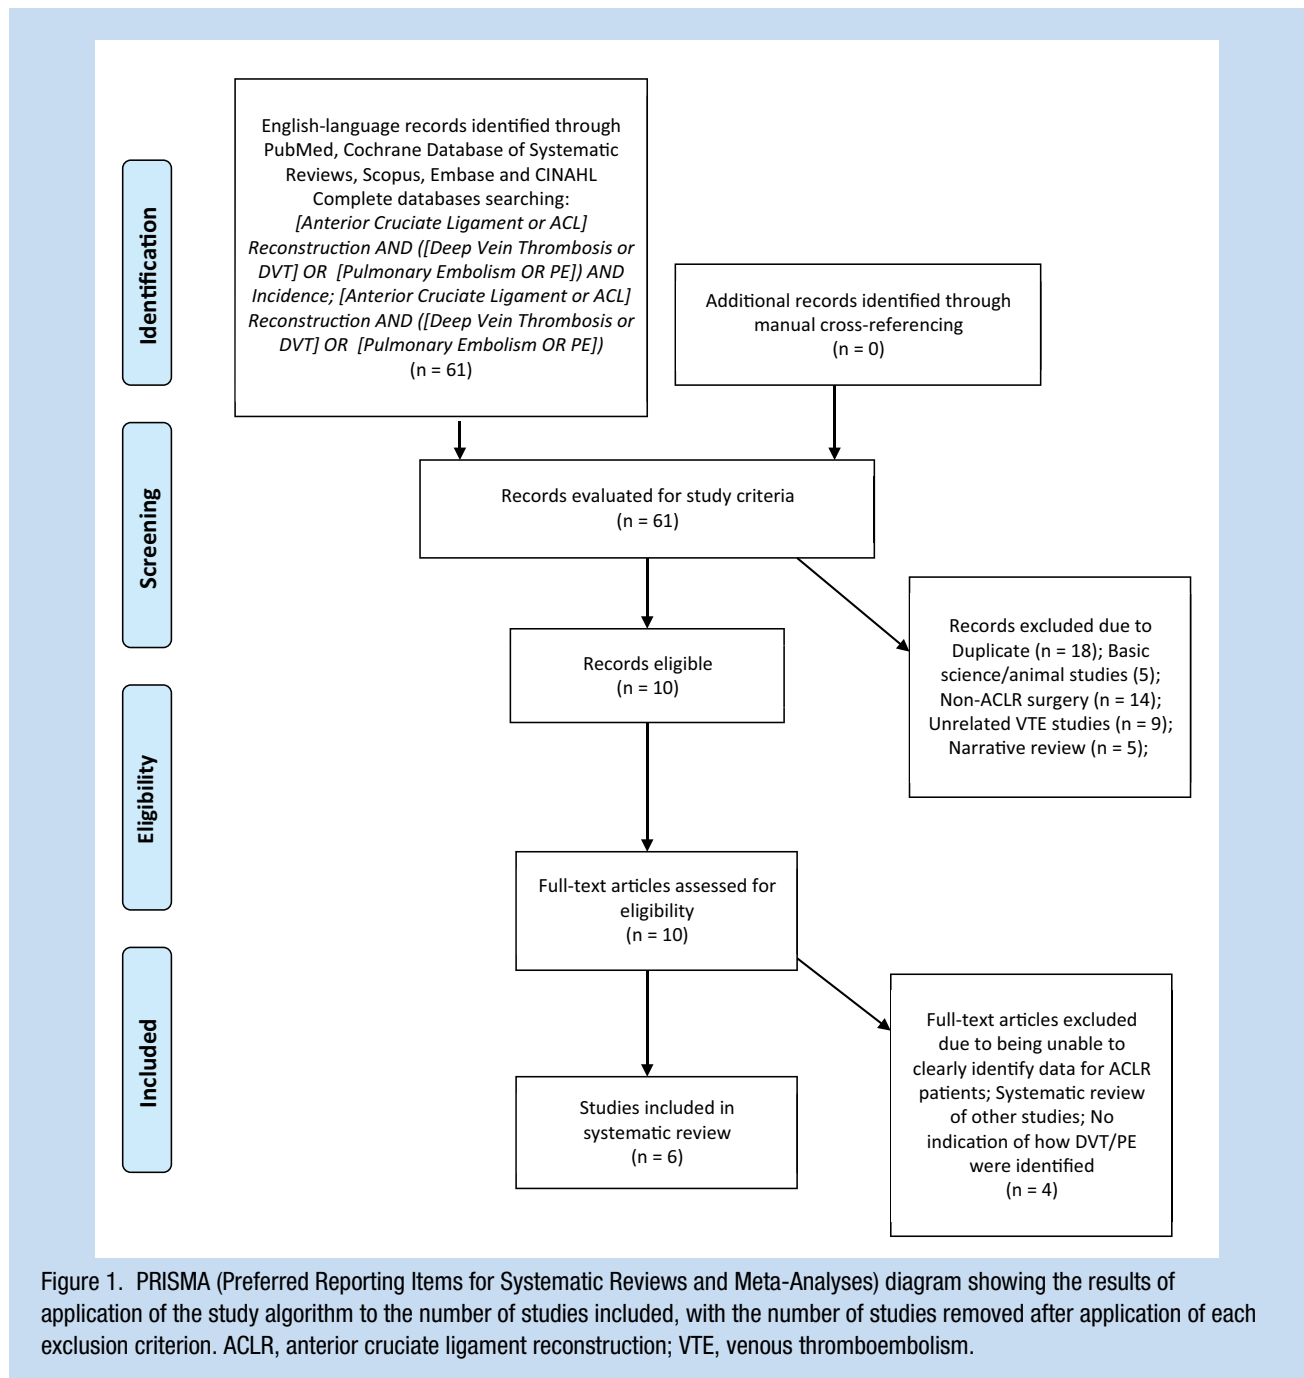 Identification
English-language records identified through
PubMed, Cochrane Database of Systematic
Reviews, Scopus, Embase and CINAHL
Complete databases searching:
[Anterior Cruciate Ligament or ACL]
Reconstruction AND ([Deep Vein Thrombosis or
DVT] OR [Pulmonary Embolism OR PE]) AND
Incidence; [Anterior Cruciate Ligament or ACL]
Reconstruction AND ([Deep Vein Thrombosis or
DVT] OR [Pulmonary Embolism OR PE])
(n = 61)
Additional records identified through
manual cross-referencing
(n = 0)
Screening
Records evaluated for study criteria
(n = 61)
Records excluded due to
Duplicate (n = 18); Basic
science/animal studies (5);
Non-ACLR surgery (n = 14);
Unrelated VTE studies (n = 9);
Narrative review (n = 5);
Records eligible
(n = 10)
Eligibility
Full-text articles assessed for
eligibility
(n = 10)
Included
Full-text articles excluded
due to being unable to
clearly identify data for ACLR
patients; Systematic review
of other studies; No
indication of how DVT/PE
were identified
(n = 4)
Studies included in
systematic review
(n = 6)
Figure 1. PRISMA (Preferred Reporting Items for Systematic Reviews and Meta-Analyses) diagram showing the results of
application of the study algorithm to the number of studies included, with the number of studies removed after application of each
exclusion criterion. ACLR, anterior cruciate ligament reconstruction; VTE, venous thromboembolism.